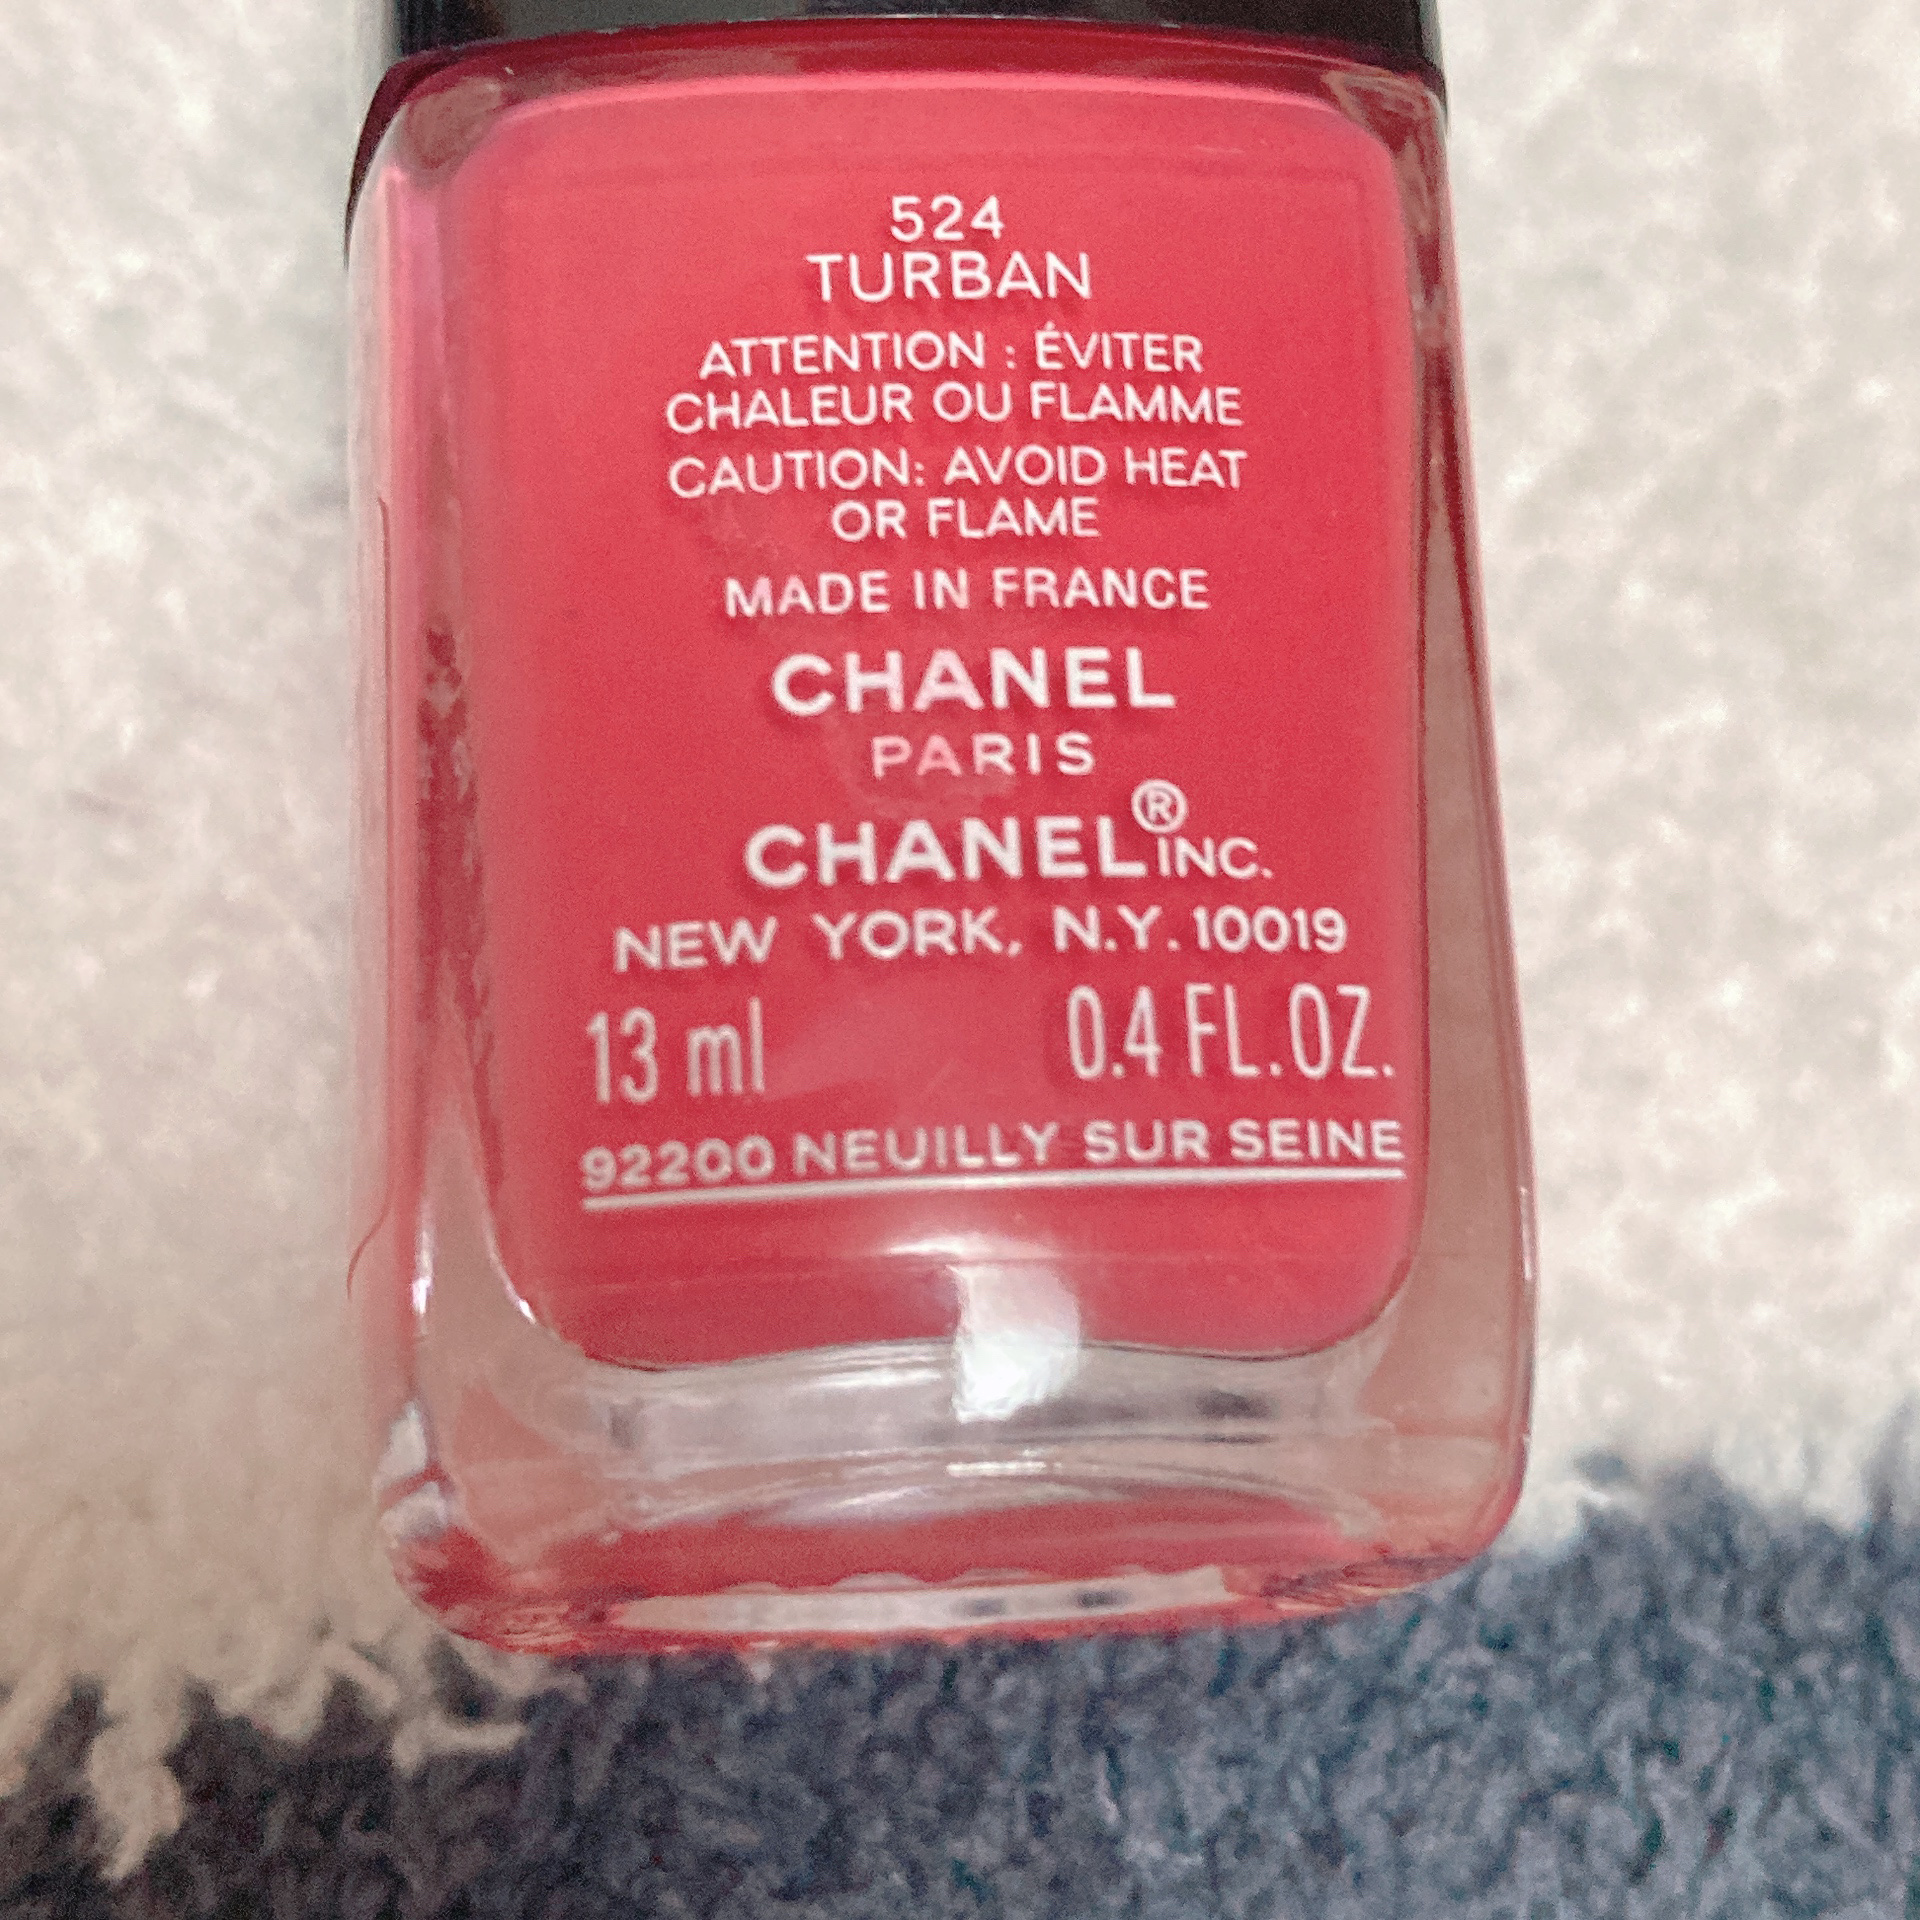 524
TURBAN
ATTENTION : ÉVITER
CHALEUR OU FLAMME
CAUTION: AVOID HEAT
OR FLAME
MADE IN FRANCE
CHANEL
PARIS
CHANEL® INC.
NEW YORK, N.Y. 10019
13 ml 0.4 FL.OZ.
92200 NEUILLY SUR SEINE